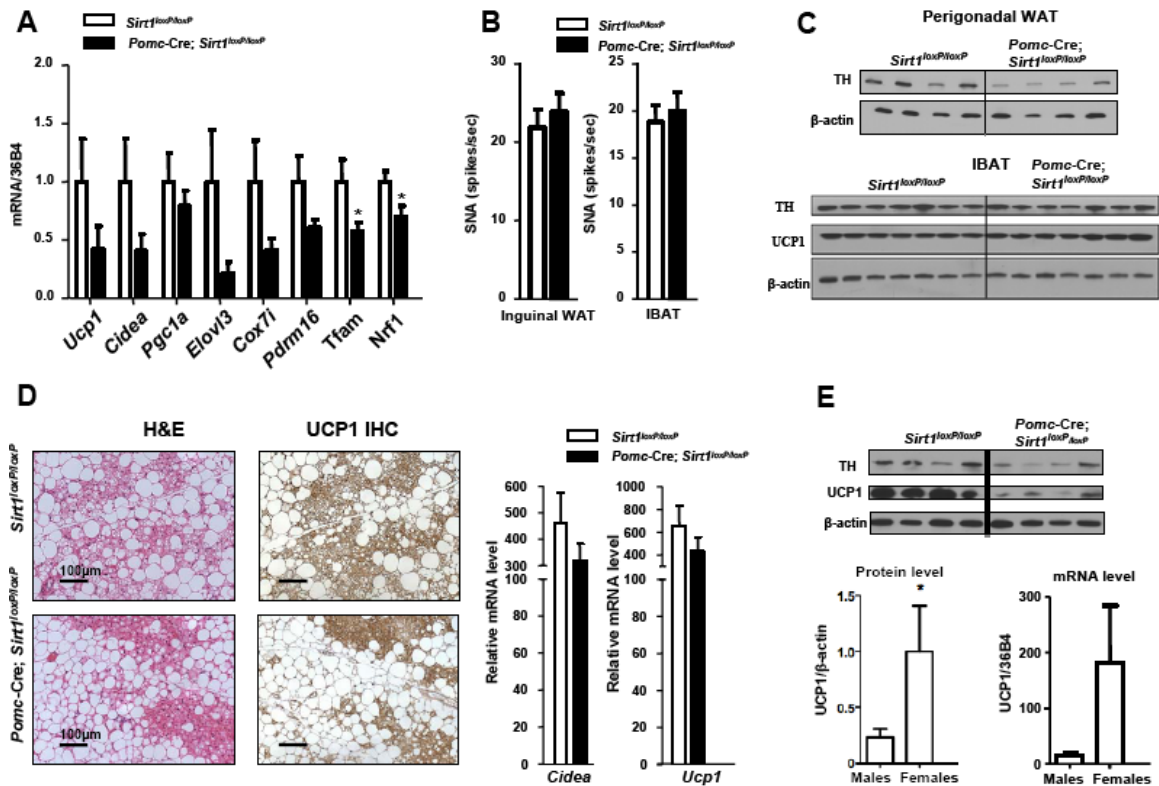 A
Sirt1loxP/loxP
Pomc-Cre; Sirt1loxP/loxP
mRNA/36B4
2.0
1.5
1.0
0.5
0.0
* *
Ucp1 Cidea Pgc1a Elovl3 Cox7i Pdrm16 Tfam Nrf1
B
Sirt1loxP/loxP
Pomc-Cre; Sirt1loxP/loxP
SNA (spikes/sec)
30
20
10
0
Inguinal WAT
SNA (spikes/sec)
25
20
15
10
5
0
IBAT
C
Perigonadal WAT
Sirt1loxP/loxP
Pomc-Cre;
Sirt1loxP/loxP
TH
β-actin
IBAT
Sirt1loxP/loxP
Pomc-Cre;
Sirt1loxP/loxP
TH
UCP1
β-actin
D
H&E
UCP1 IHC
Sirt1loxP/loxP
100µm
Pomc-Cre; Sirt1loxP/loxP
100µm
Sirt1loxP/loxP
Pomc-Cre; Sirt1loxP/loxP
Relative mRNA level
600
500
400
300
100
80
60
40
20
0
Cidea
Relative mRNA level
1000
800
600
400
200
100
80
60
40
20
0
Ucp1
E
Sirt1loxP/loxP
Pomc-Cre;
Sirt1loxP/loxP
TH
UCP1
β-actin
Protein level
*
UCP1/β-actin
1.5
1.0
0.5
0
Males Females
mRNA level
UCP1/36B4
300
200
100
0
Males Females